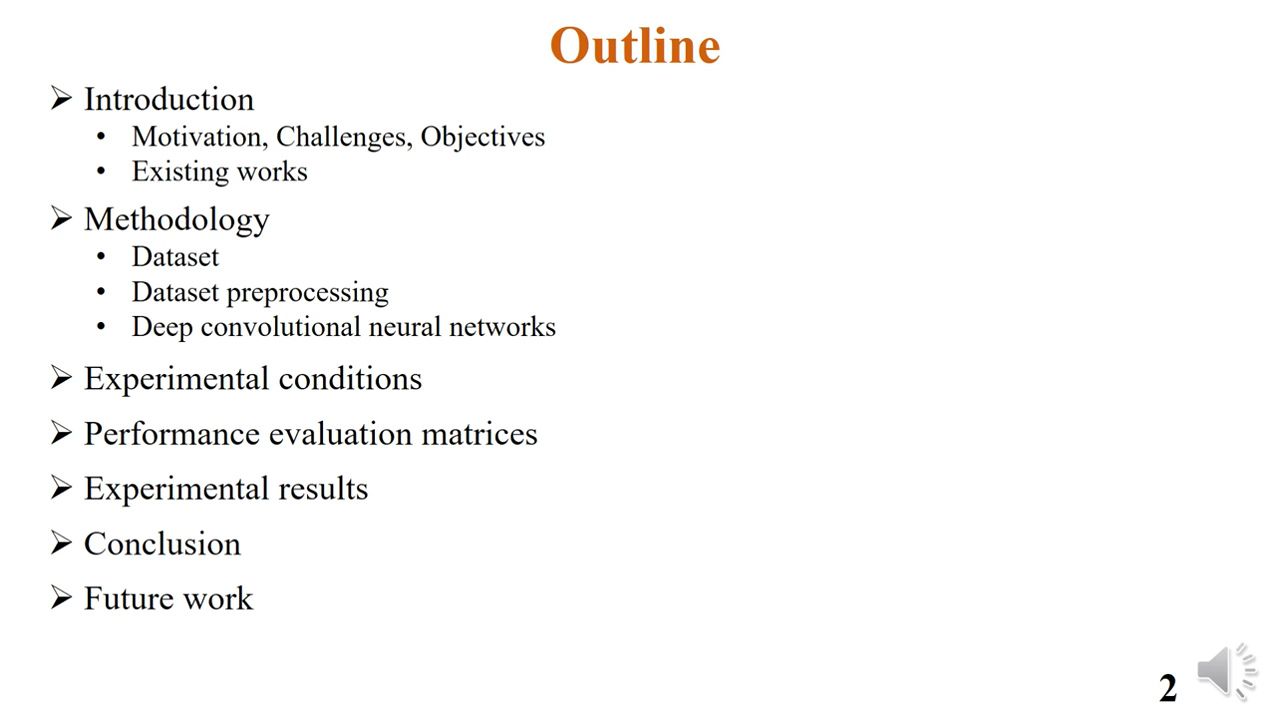 Outline
➢ Introduction
• Motivation, Challenges, Objectives
• Existing works
➢ Methodology
• Dataset
• Dataset preprocessing
• Deep convolutional neural networks
➢ Experimental conditions
➢ Performance evaluation matrices
➢ Experimental results
➢ Conclusion
➢ Future work
2